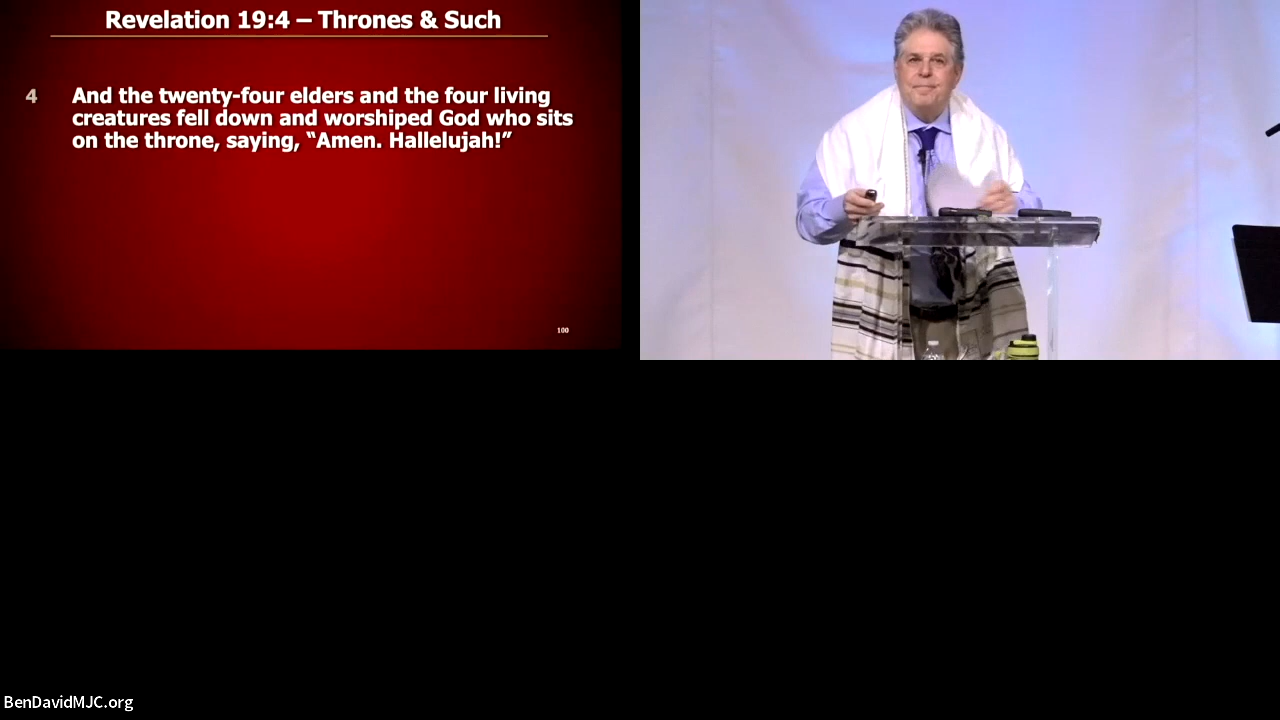 Revelation 19:4 – Thrones & Such
4 And the twenty-four elders and the four living
creatures fell down and worshiped God who sits
on the throne, saying, “Amen. Hallelujah!”
100
BenDavidMJC.org